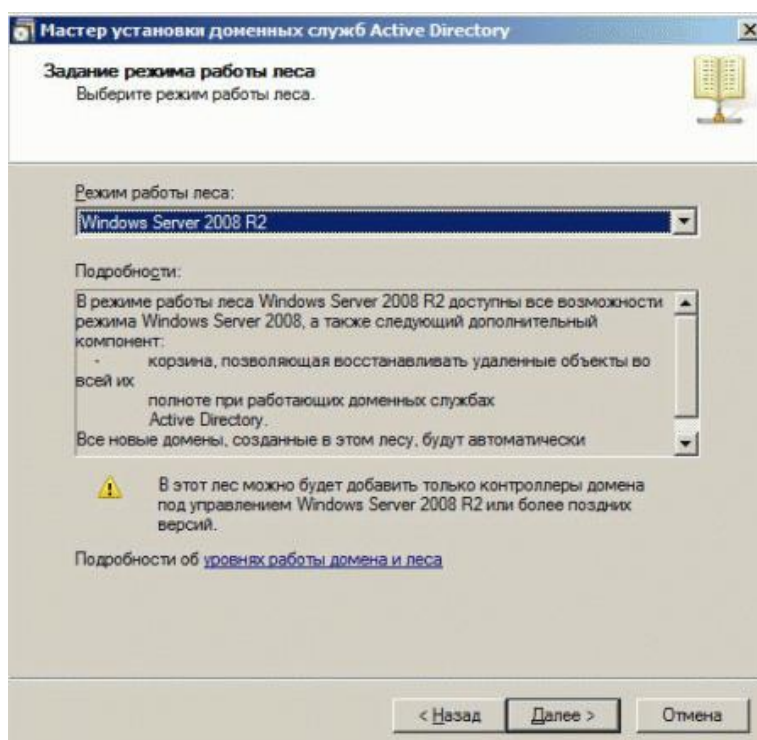 Мастер установки доменных служб Active Directory
Задание режима работы леса
Выберите режим работы леса.
Режим работы леса:
Windows Server 2008 R2
Подробности:
В режиме работы леса Windows Server 2008 R2 доступны все возможности
режима Windows Server 2008, а также следующий дополнительный
компонент:
- корзина, позволяющая восстанавливать удаленные объекты во
всей их
полноте при работающих доменных службах
Active Directory.
Все новые домены, созданные в этом лесу, будут автоматически
В этот лес можно будет добавить только контроллеры домена
под управлением Windows Server 2008 R2 или более поздних
версий.
Подробности об уровнях работы домена и леса
< Назад Далее > Отмена